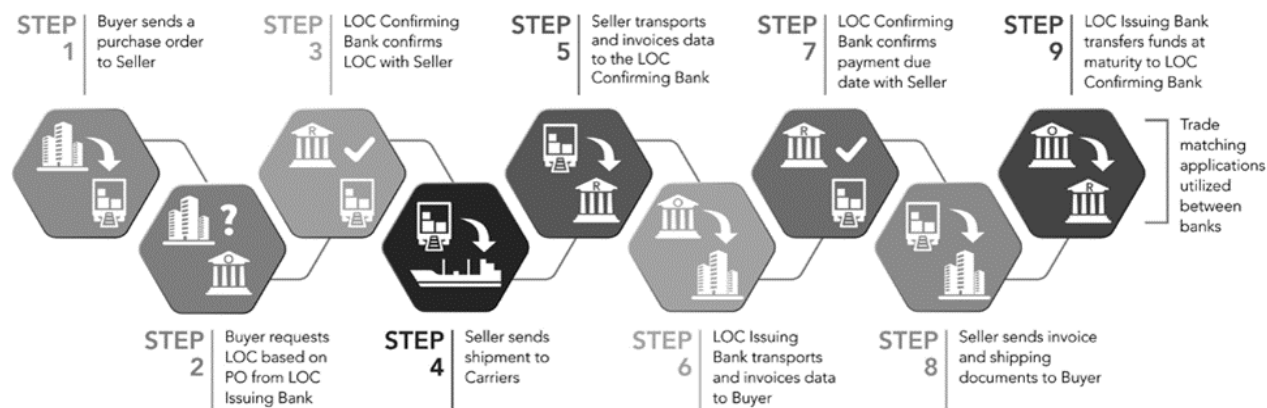 STEP
1
Buyer sends a
purchase order
to Seller
STEP
2
Buyer requests
LOC based on
PO from LOC
Issuing Bank
STEP
3
LOC Confirming
Bank confirms
LOC with Seller
STEP
4
Seller sends
shipment to
Carriers
STEP
5
Seller transports
and invoices data
to the LOC
Confirming Bank
STEP
6
LOC Issuing
Bank transports
and invoices data
to Buyer
STEP
7
LOC Confirming
Bank confirms
payment due
date with Seller
STEP
8
Seller sends invoice
and shipping
documents to Buyer
STEP
9
LOC Issuing Bank
transfers funds at
maturity to LOC
Confirming Bank
Trade
matching
applications
utilized
between
banks
?
O
R
R
O
R
O
R